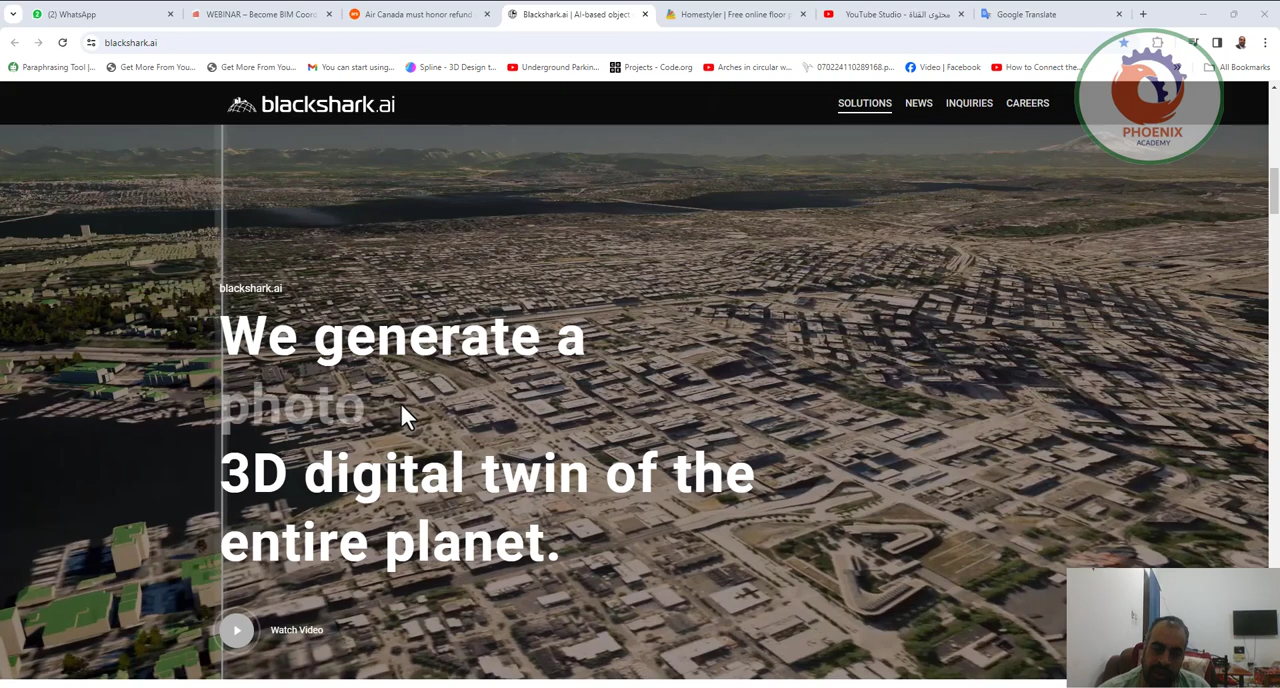 (2) WhatsApp
WEBINAR – Become BIM Coord
Air Canada must honor refund
Blackshark.ai | AI-based object
Homestyler | Free online floor p
محتوى القناة - YouTube Studio
Google Translate
blackshark.ai
Paraphrasing Tool |...
Get More From You...
Get More From You...
You can start using...
Spline - 3D Design t...
Underground Parkin...
Projects - Code.org
Arches in circular w...
070224110289168.p...
Video | Facebook
How to Connect the...
All Bookmarks
blackshark.ai
SOLUTIONS
NEWS
INQUIRIES
CAREERS
PHOENIX
ACADEMY
blackshark.ai
We generate a
photo
3D digital twin of the
entire planet.
Watch Video